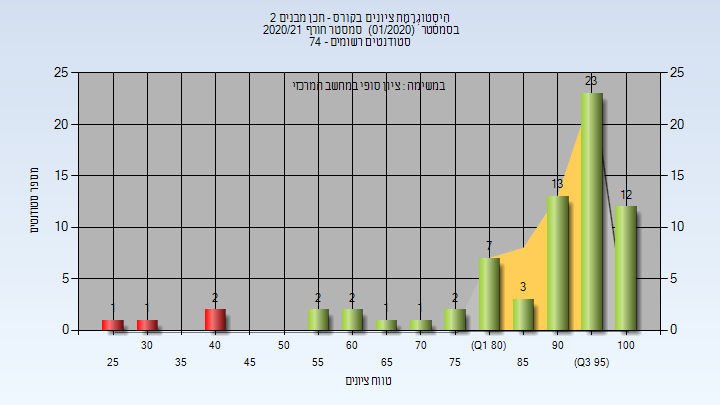 היסטוגרמת ציונים בקורס - תכן מבנים 2
בסמסטר (01/2020) סמסטר חורף 2020/21
סטודנטים רשומים - 74
במשימה : ציון סופי במחשב המרכזי
מספר סטודנטים
25 20 15 10 5 0
25 20 15 10 5 0
1 1 2 2 2 1 1 2 7 3 13 23 12
30 40 50 60 70 (Q1 80) 90 100
25 35 45 55 65 75 85 (Q3 95)
טווח ציונים